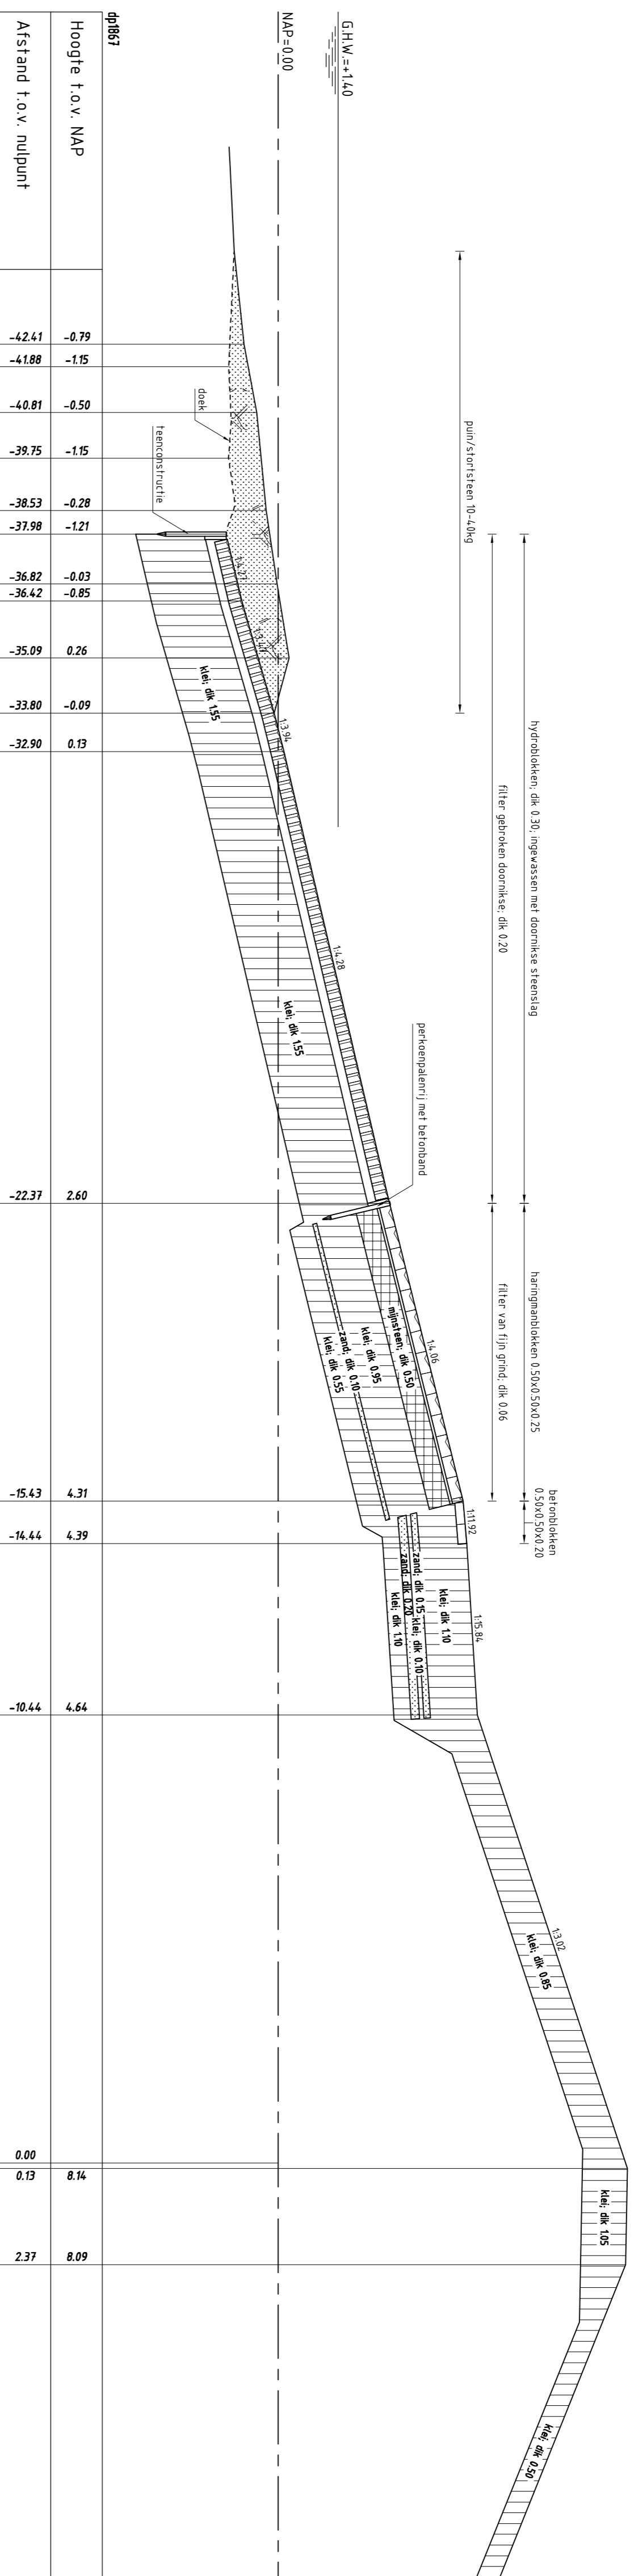 dp1867
Hoogte t.o.v. NAP
Afstand t.o.v. nulpunt
G.H.W.=+1.40
NAP=0.00
puin/stortsteen 10-40kg
hydroblokken; dik 0.30; ingewassen met doornikse steenslag
filter gebroken doornikse; dik 0.20
haringmanblokken 0.50x0.50x0.25
filter van fijn grind; dik 0.06
betonblokken
0.50x0.50x0.20
doek
teenconstructie
perkoenpalenrij met betonband
1:4.27
1:3.94
1:4.28
1:4.06
1:11.92
1:15.84
1:3.02
klei; dik 1.55
klei; dik 1.55
mijnsteen; dik 0.50
klei; dik 0.95
zand; dik 0.10
klei; dik 0.55
klei; dik 1.10
zand; dik 0.15
klei; dik 0.10
zand; dik 0.20
klei; dik 1.10
klei; dik 0.85
klei; dik 1.05
klei; dik 0.50
-0.79
-1.15
-0.50
-1.15
-0.28
-1.21
-0.03
-0.85
0.26
-0.09
0.13
2.60
4.31
4.39
4.64
8.14
8.09
-42.41
-41.88
-40.81
-39.75
-38.53
-37.98
-36.82
-36.42
-35.09
-33.80
-32.90
-22.37
-15.43
-14.44
-10.44
0.00
0.13
2.37